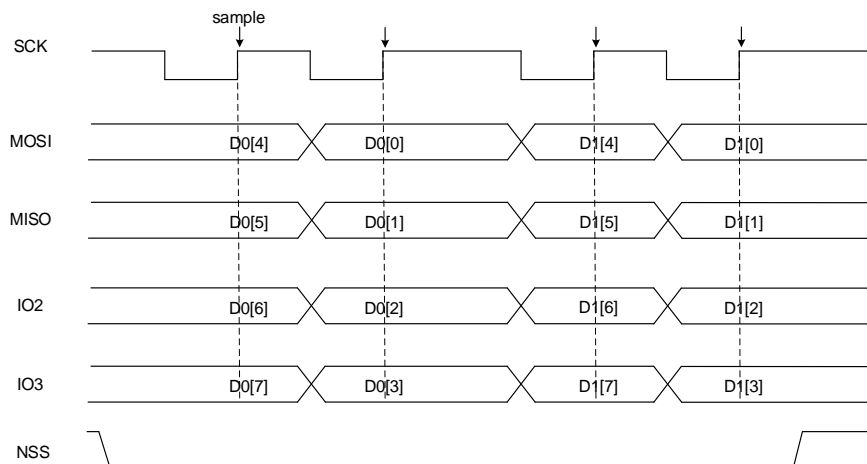 sample
SCK
MOSI D0[4] D0[0] D1[4] D1[0]
MISO D0[5] D0[1] D1[5] D1[1]
IO2 D0[6] D0[2] D1[6] D1[2]
IO3 D0[7] D0[3] D1[7] D1[3]
NSS